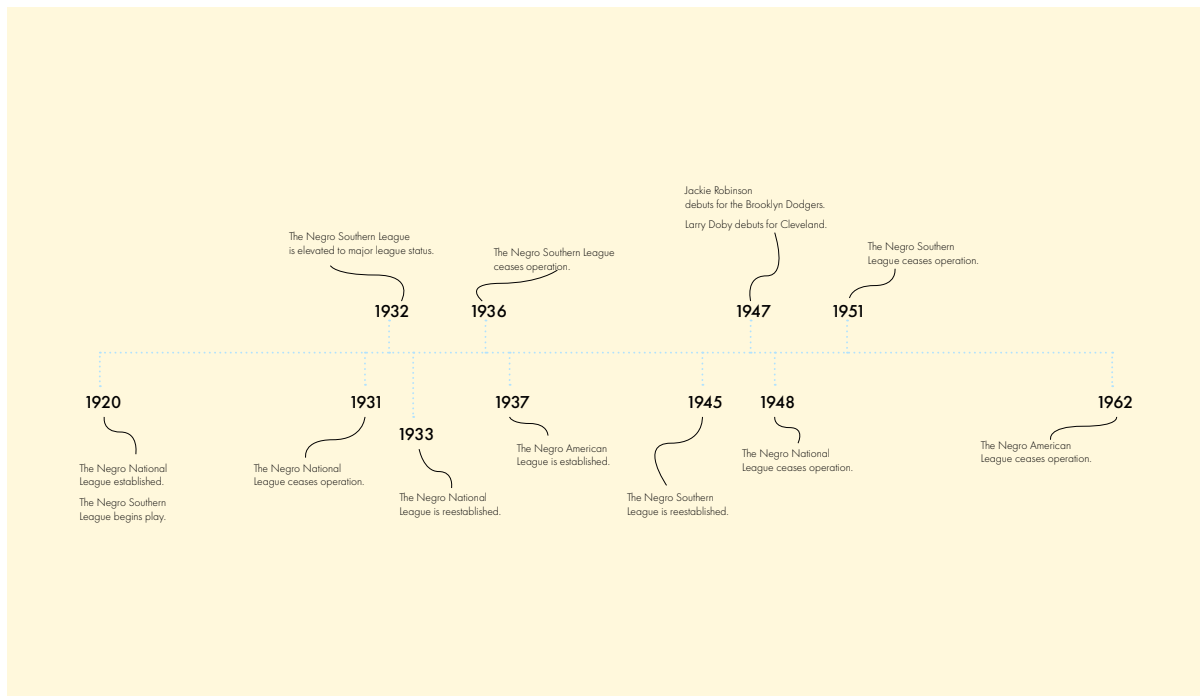 Jackie Robinson
debuts for the Brooklyn Dodgers.
Larry Doby debuts for Cleveland.
The Negro Southern League
is elevated to major league status.
The Negro Southern League
ceases operation.
The Negro Southern
League ceases operation.
1932
1936
1947
1951
1920
1931
1933
1937
1945
1948
1962
The Negro National
League established.
The Negro Southern
League begins play.
The Negro National
League ceases operation.
The Negro National
League is reestablished.
The Negro American
League is established.
The Negro Southern
League is reestablished.
The Negro National
League ceases operation.
The Negro American
League ceases operation.